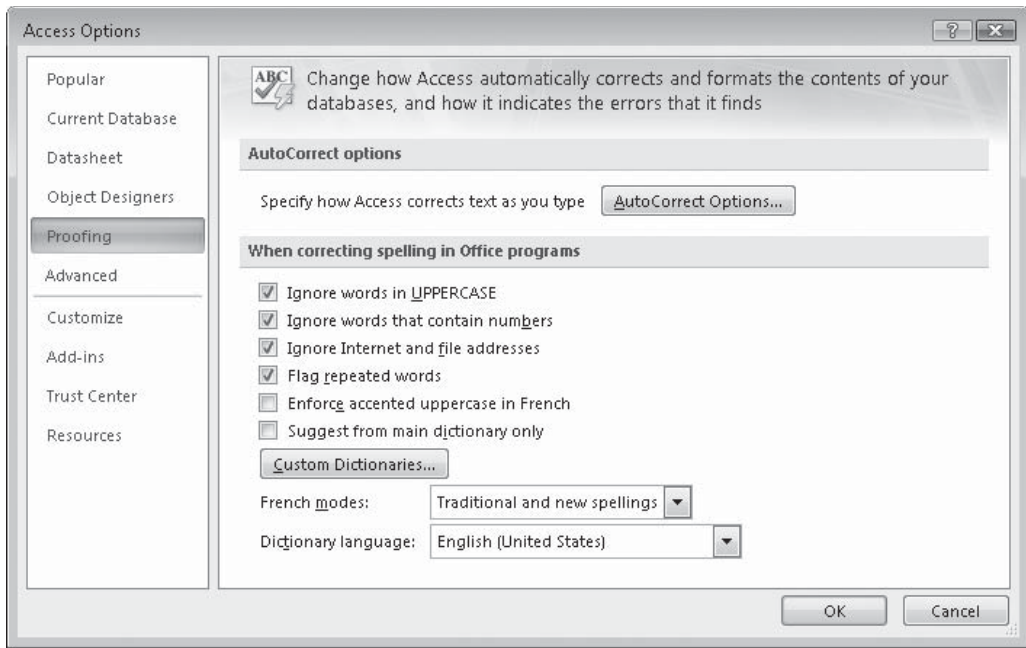 Access Options
Popular
Current Database
Datasheet
Object Designers
Proofing
Advanced
Customize
Add-ins
Trust Center
Resources
ABC
Change how Access automatically corrects and formats the contents of your
databases, and how it indicates the errors that it finds
AutoCorrect options
Specify how Access corrects text as you type AutoCorrect Options...
When correcting spelling in Office programs
Ignore words in UPPERCASE
Ignore words that contain numbers
Ignore Internet and file addresses
Flag repeated words
Enforce accented uppercase in French
Suggest from main dictionary only
Custom Dictionaries...
French modes: Traditional and new spellings
Dictionary language: English (United States)
OK Cancel